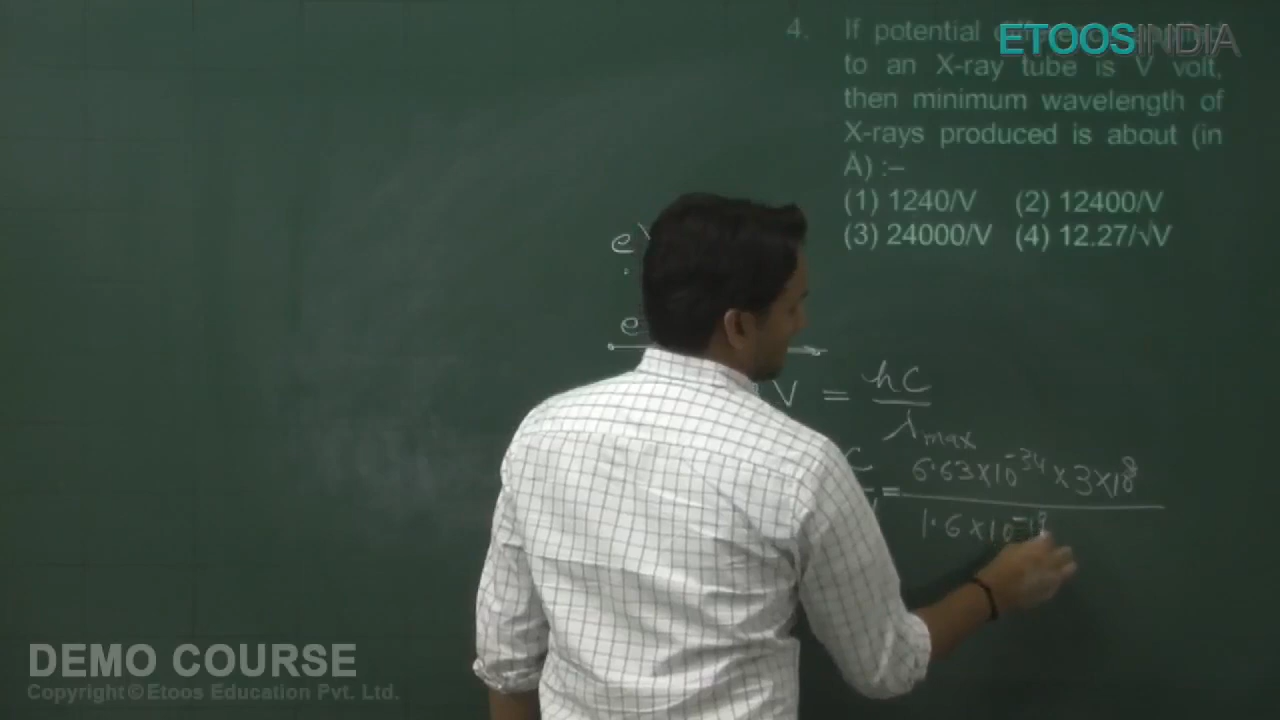 4. If potential
ETOOSINDIA
to an X-ray tube is V volt,
then minimum wavelength of
X-rays produced is about (in
A) :–
(1) 1240/V (2) 12400/V
(3) 24000/V (4) 12.27/√V
e
e
V = hC / λmax
C = 6.63×10^-34 × 3×10^8
1.6×10^-19
DEMO COURSE
Copyright © Etoos Education Pvt. Ltd.